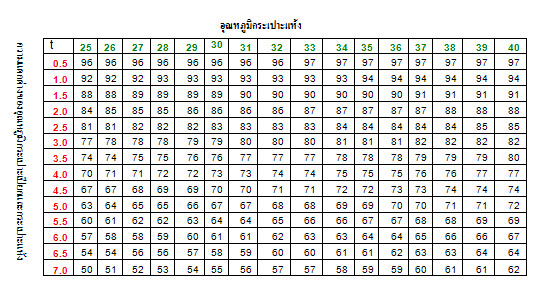 อุณหภูมิกระเปาะแห้ง
ความแตกต่างของอุณหภูมิกระเปาะเปียกและกระเปาะแห้ง
t 25 26 27 28 29 30 31 32 33 34 35 36 37 38 39 40
0.5 96 96 96 96 96 96 96 96 97 97 97 97 97 97 97 97
1.0 92 92 92 93 93 93 93 93 93 93 94 94 94 94 94 94
1.5 88 88 89 89 89 89 90 90 90 90 90 90 91 91 91 91
2.0 84 85 85 85 86 86 86 86 87 87 87 87 87 88 88 88
2.5 81 81 82 82 82 83 83 83 83 84 84 84 84 84 85 85
3.0 77 78 78 78 79 79 80 80 80 81 81 81 82 82 82 82
3.5 74 74 75 75 76 76 77 77 77 78 78 78 79 79 79 80
4.0 70 71 71 72 72 73 73 74 74 75 75 75 76 76 77 77
4.5 67 67 68 69 69 70 70 71 71 72 72 73 73 74 74 74
5.0 63 64 65 65 66 67 67 68 68 69 69 70 70 71 71 72
5.5 60 61 62 62 63 64 64 65 66 66 67 67 68 68 69 69
6.0 57 58 58 59 60 61 61 62 63 63 64 64 65 66 66 67
6.5 54 54 56 56 57 58 59 60 60 61 61 62 63 63 64 64
7.0 50 51 52 53 54 55 56 57 57 58 59 59 60 61 61 62